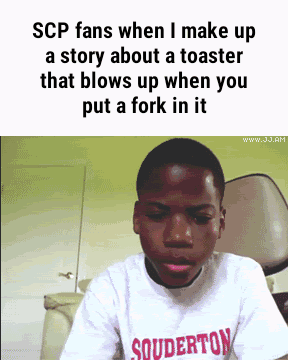 SCP fans when I make up
a story about a toaster
that blows up when you
put a fork in it
WWW.JJ.AM
SOUDERTON